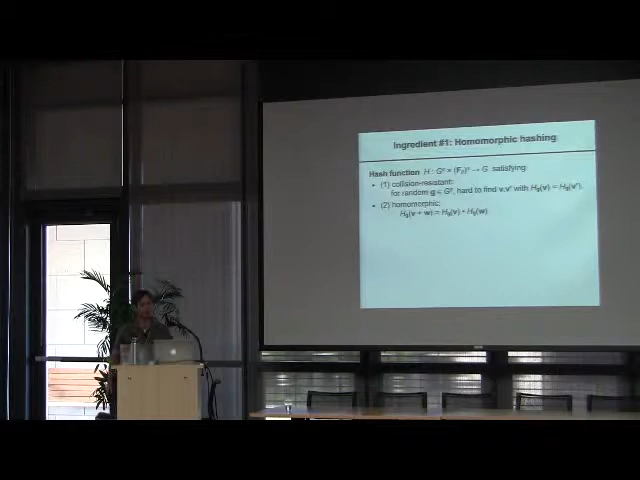 Ingredient #1: Homomorphic hashing
Hash function H : Gⁿ × (Fₚ)ⁿ → G satisfying:
• (1) collision-resistant:
for random g ∈ Gⁿ, hard to find v,v' with H_g(v) = H_g(v').
• (2) homomorphic:
H_g(v + w) = H_g(v) • H_g(w)